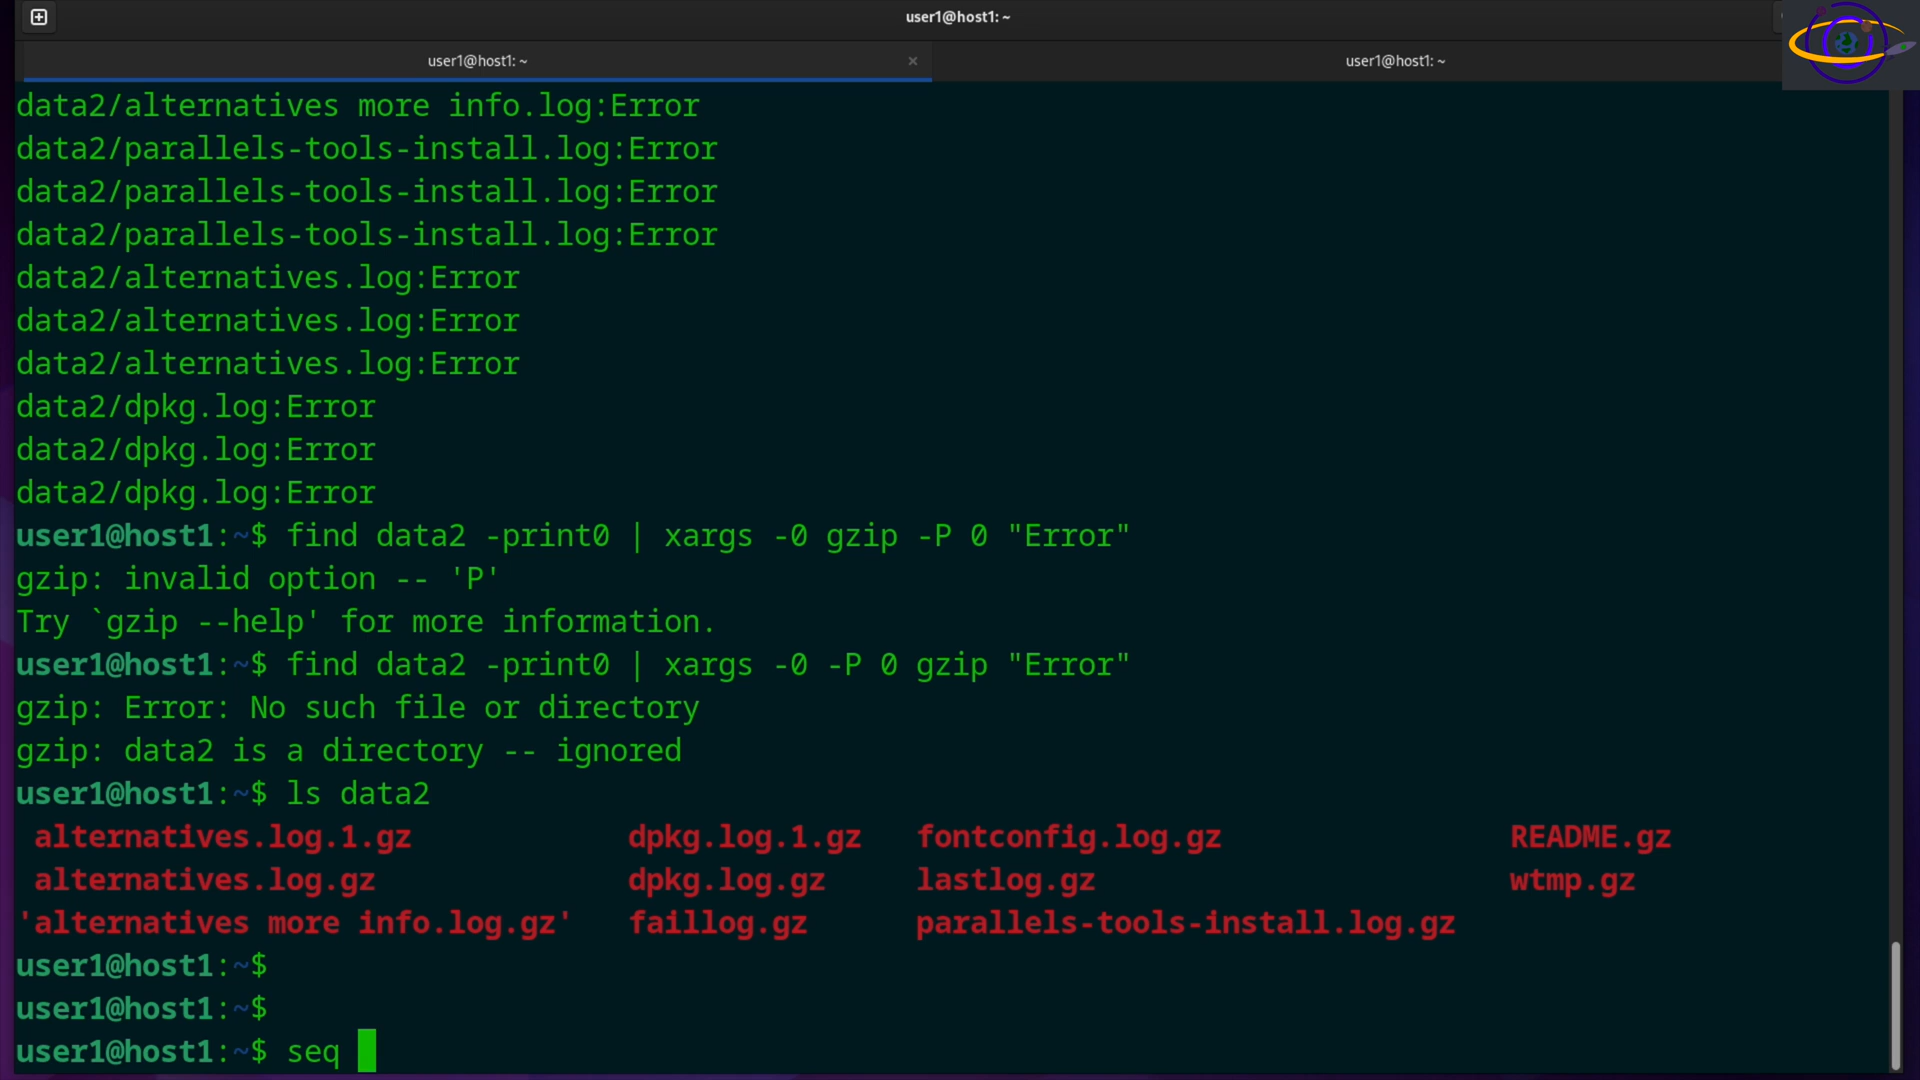 user1@host1: ~
user1@host1: ~ × user1@host1: ~
data2/alternatives more info.log:Error
data2/parallels-tools-install.log:Error
data2/parallels-tools-install.log:Error
data2/parallels-tools-install.log:Error
data2/alternatives.log:Error
data2/alternatives.log:Error
data2/alternatives.log:Error
data2/dpkg.log:Error
data2/dpkg.log:Error
data2/dpkg.log:Error
user1@host1:~$ find data2 -print0 | xargs -0 gzip -P 0 "Error"
gzip: invalid option -- 'P'
Try `gzip --help' for more information.
user1@host1:~$ find data2 -print0 | xargs -0 -P 0 gzip "Error"
gzip: Error: No such file or directory
gzip: data2 is a directory -- ignored
user1@host1:~$ ls data2
alternatives.log.1.gz dpkg.log.1.gz fontconfig.log.gz README.gz
alternatives.log.gz dpkg.log.gz lastlog.gz wtmp.gz
'alternatives more info.log.gz' faillog.gz parallels-tools-install.log.gz
user1@host1:~$
user1@host1:~$
user1@host1:~$ seq